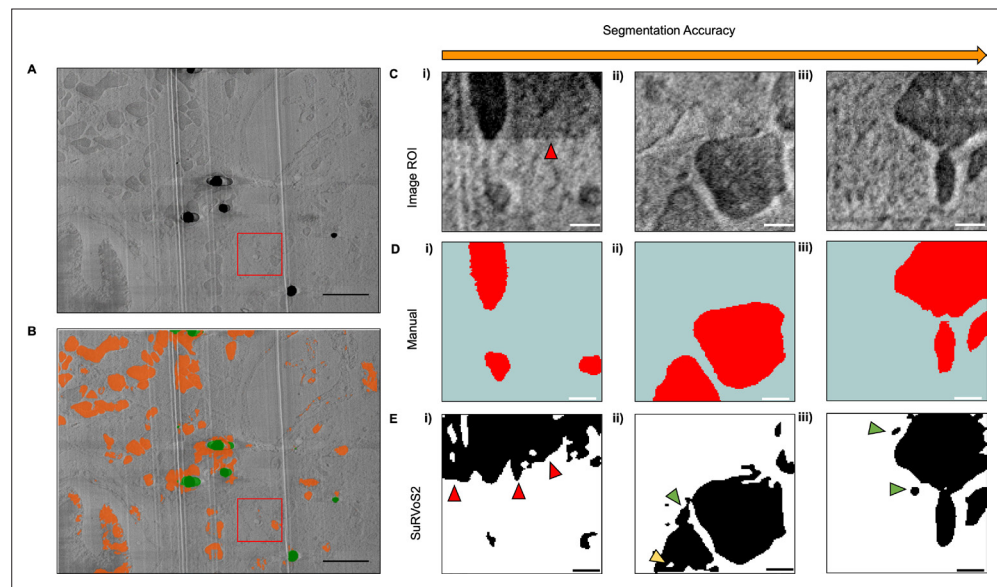 Segmentation Accuracy
A
C i) ii) iii)
Image ROI
D i) ii) iii)
Manual
B
E i) ii) iii)
SuRVoS2